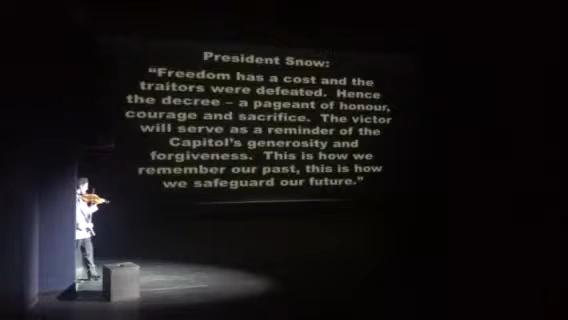 President Snow:
“Freedom has a cost and the
traitors were defeated. Hence
the decree – a pageant of honour,
courage and sacrifice. The victor
will serve as a reminder of the
Capitol’s generosity and
forgiveness. This is how we
remember our past, this is how
we safeguard our future.”